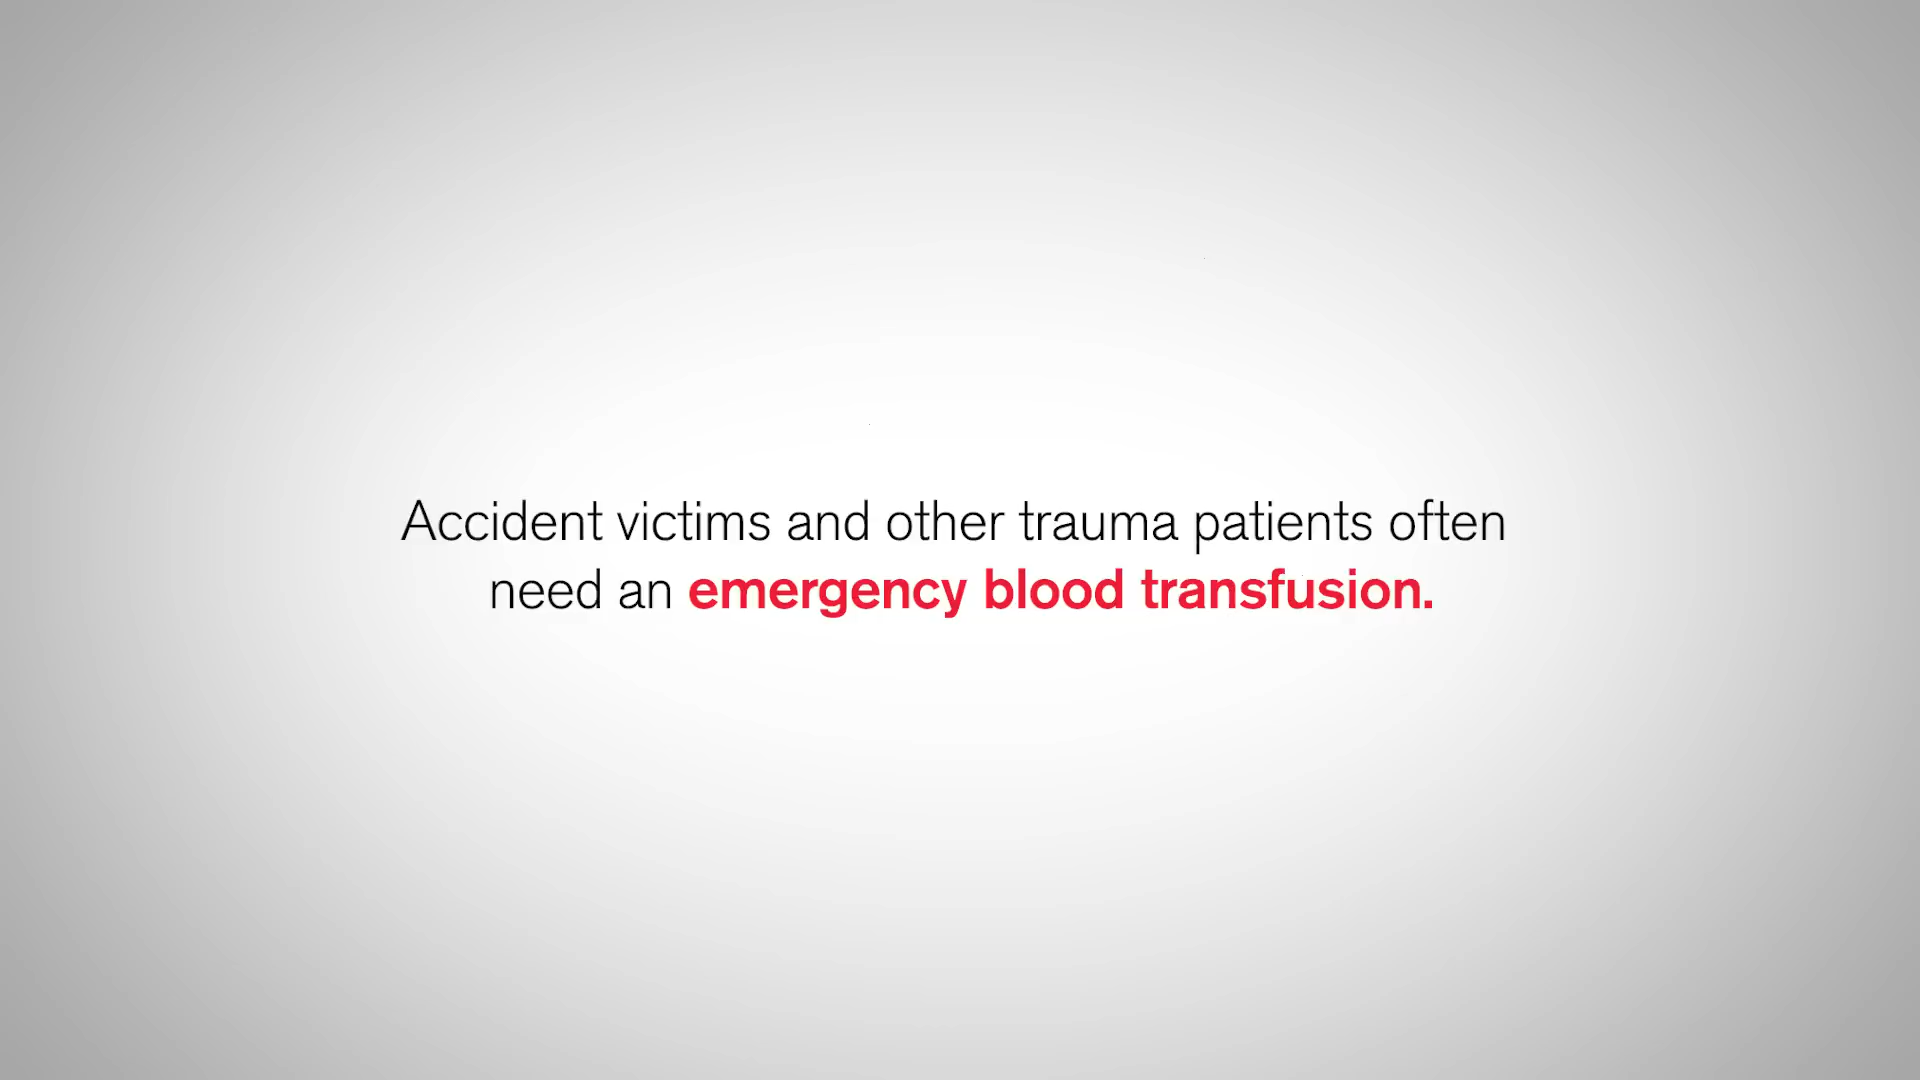 Accident victims and other trauma patients often
need an emergency blood transfusion.